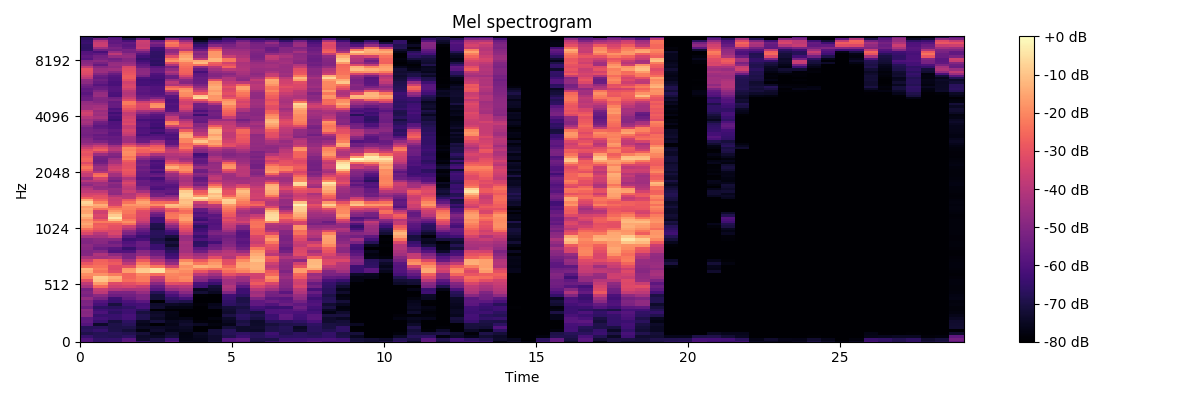 Mel spectrogram
Hz
8192
4096
2048
1024
512
0
0 5 10 15 20 25
Time
+0 dB
-10 dB
-20 dB
-30 dB
-40 dB
-50 dB
-60 dB
-70 dB
-80 dB